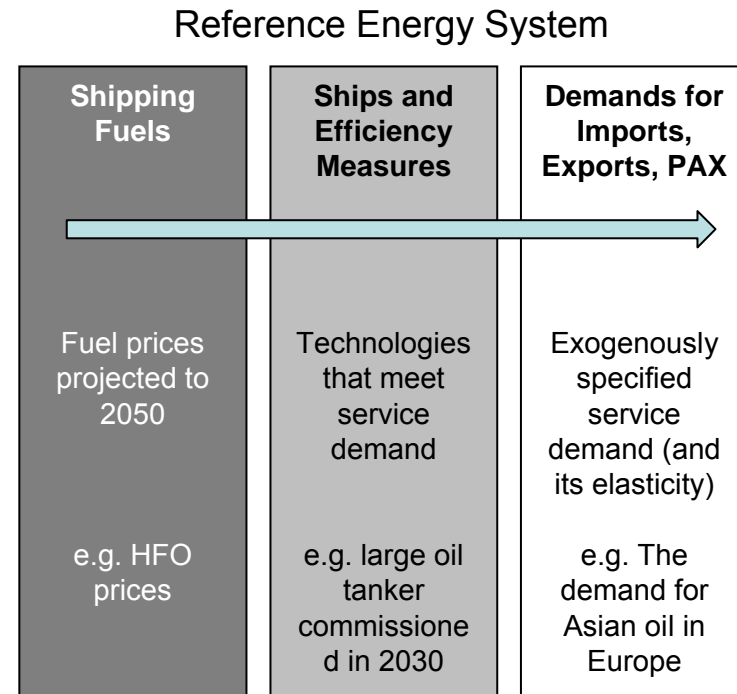 Reference Energy System
Shipping
Fuels
Fuel prices
projected to
2050
e.g. HFO
prices
Ships and
Efficiency
Measures
Technologies
that meet
service
demand
e.g. large oil
tanker
commissione
d in 2030
Demands for
Imports,
Exports, PAX
Exogenously
specified
service
demand (and
its elasticity)
e.g. The
demand for
Asian oil in
Europe